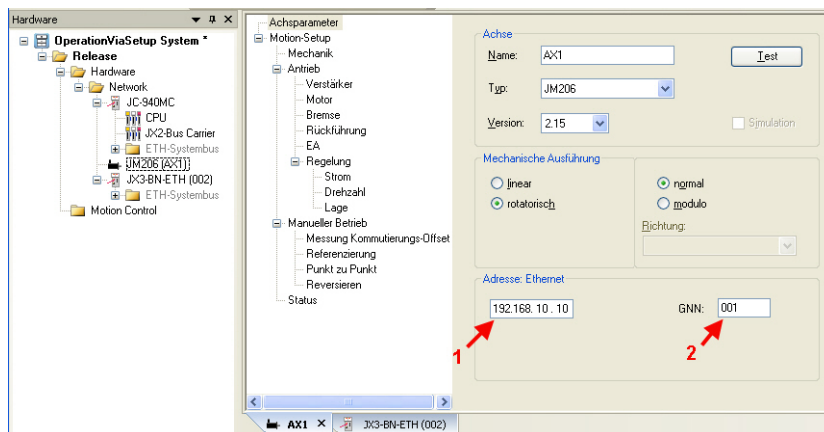 Hardware
OperationViaSetup System *
Release
Hardware
Network
JC-940MC
CPU
JX2-Bus Carrier
ETH-Systembus
JM206 (AX1)
JX3-BN-ETH (002)
ETH-Systembus
Motion Control
Achsparameter
Motion-Setup
Mechanik
Antrieb
Verstärker
Motor
Bremse
Rückführung
EA
Regelung
Strom
Drehzahl
Lage
Manueller Betrieb
Messung Kommutierungs-Offset
Referenzierung
Punkt zu Punkt
Reversieren
Status
Achse
Name: AX1 Test
Typ: JM206
Version: 2.15 Simulation
Mechanische Ausführung
linear normal
rotatorisch modulo
Richtung:
Adresse: Ethernet
192.168. 10 . 10 GNN: 001
1 2
AX1 JX3-BN-ETH (002)